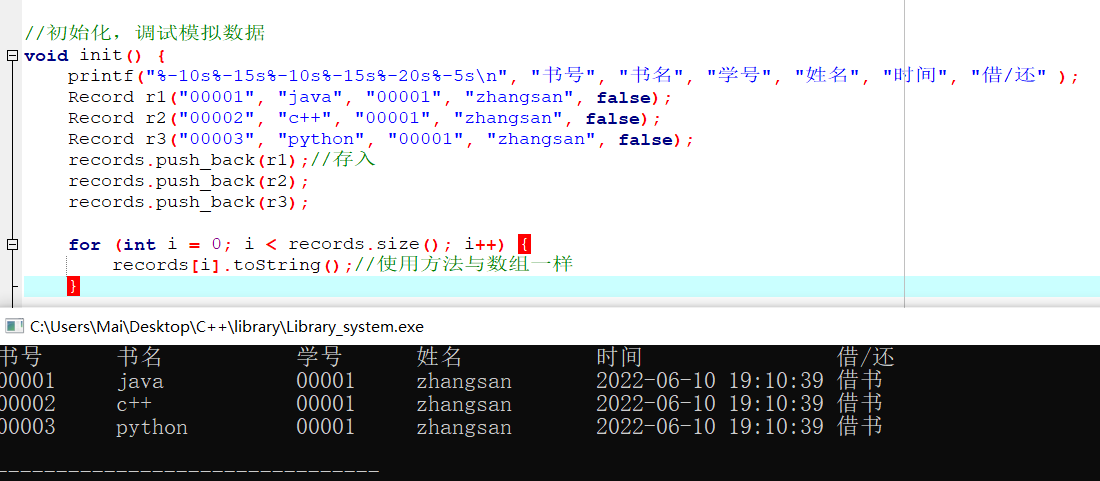 //初始化，调试模拟数据
void init() {
printf("%-10s%-15s%-10s%-15s%-20s%-5s\n", "书号", "书名", "学号", "姓名", "时间", "借/还" );
Record r1("00001", "java", "00001", "zhangsan", false);
Record r2("00002", "c++", "00001", "zhangsan", false);
Record r3("00003", "python", "00001", "zhangsan", false);
records.push_back(r1);//存入
records.push_back(r2);
records.push_back(r3);
for (int i = 0; i < records.size(); i++) {
records[i].toString();//使用方法与数组一样
}
C:\Users\Mai\Desktop\C++\library\Library_system.exe
书号 书名 学号 姓名 时间 借/还
00001 java 00001 zhangsan 2022-06-10 19:10:39 借书
00002 c++ 00001 zhangsan 2022-06-10 19:10:39 借书
00003 python 00001 zhangsan 2022-06-10 19:10:39 借书
--------------------------------